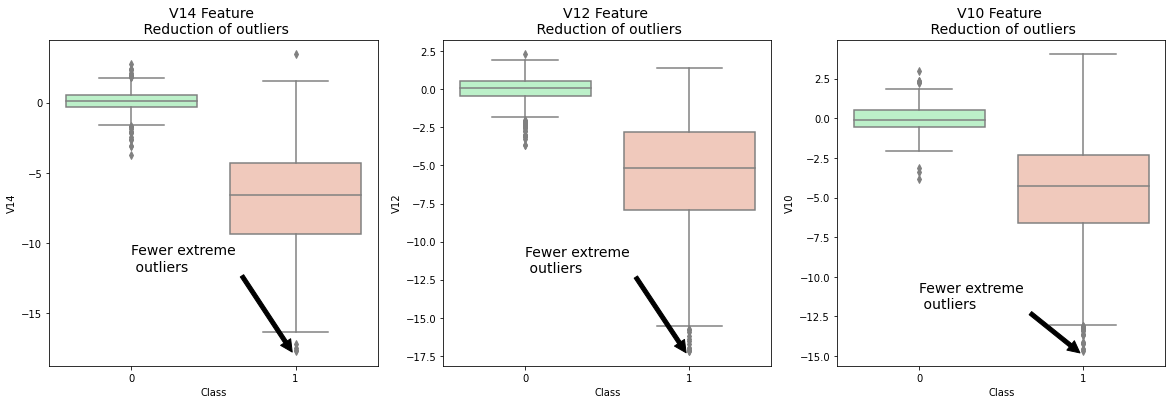 V14 Feature
Reduction of outliers
V14
0
−5
−10
−15
Fewer extreme
outliers
0
1
Class
V12 Feature
Reduction of outliers
V12
2.5
0.0
−2.5
−5.0
−7.5
−10.0
−12.5
−15.0
−17.5
Fewer extreme
outliers
0
1
Class
V10 Feature
Reduction of outliers
V10
2.5
0.0
−2.5
−5.0
−7.5
−10.0
−12.5
−15.0
Fewer extreme
outliers
0
1
Class